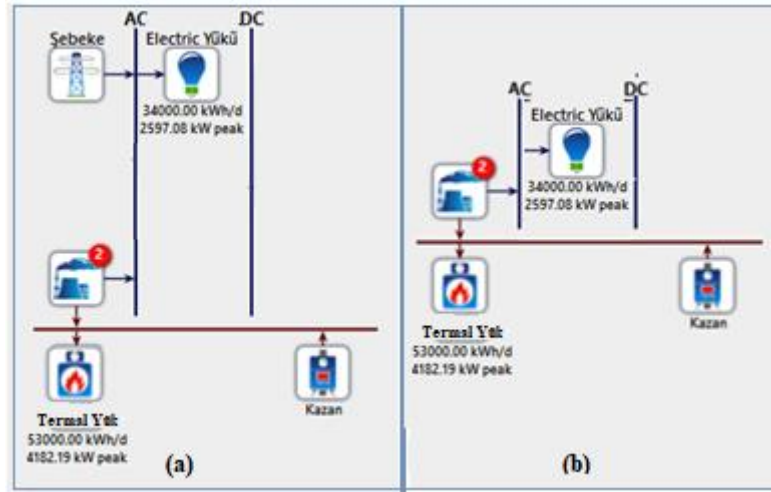 AC DC
Şebeke
Electric Yükü
34000.00 kWh/d
2597.08 kW peak
2
Termal Yük
53000.00 kWh/d
4182.19 kW peak
Kazan
(a)
AC DC
Electric Yükü
34000.00 kWh/d
2597.08 kW peak
2
Termal Yük
53000.00 kWh/d
4182.19 kW peak
Kazan
(b)